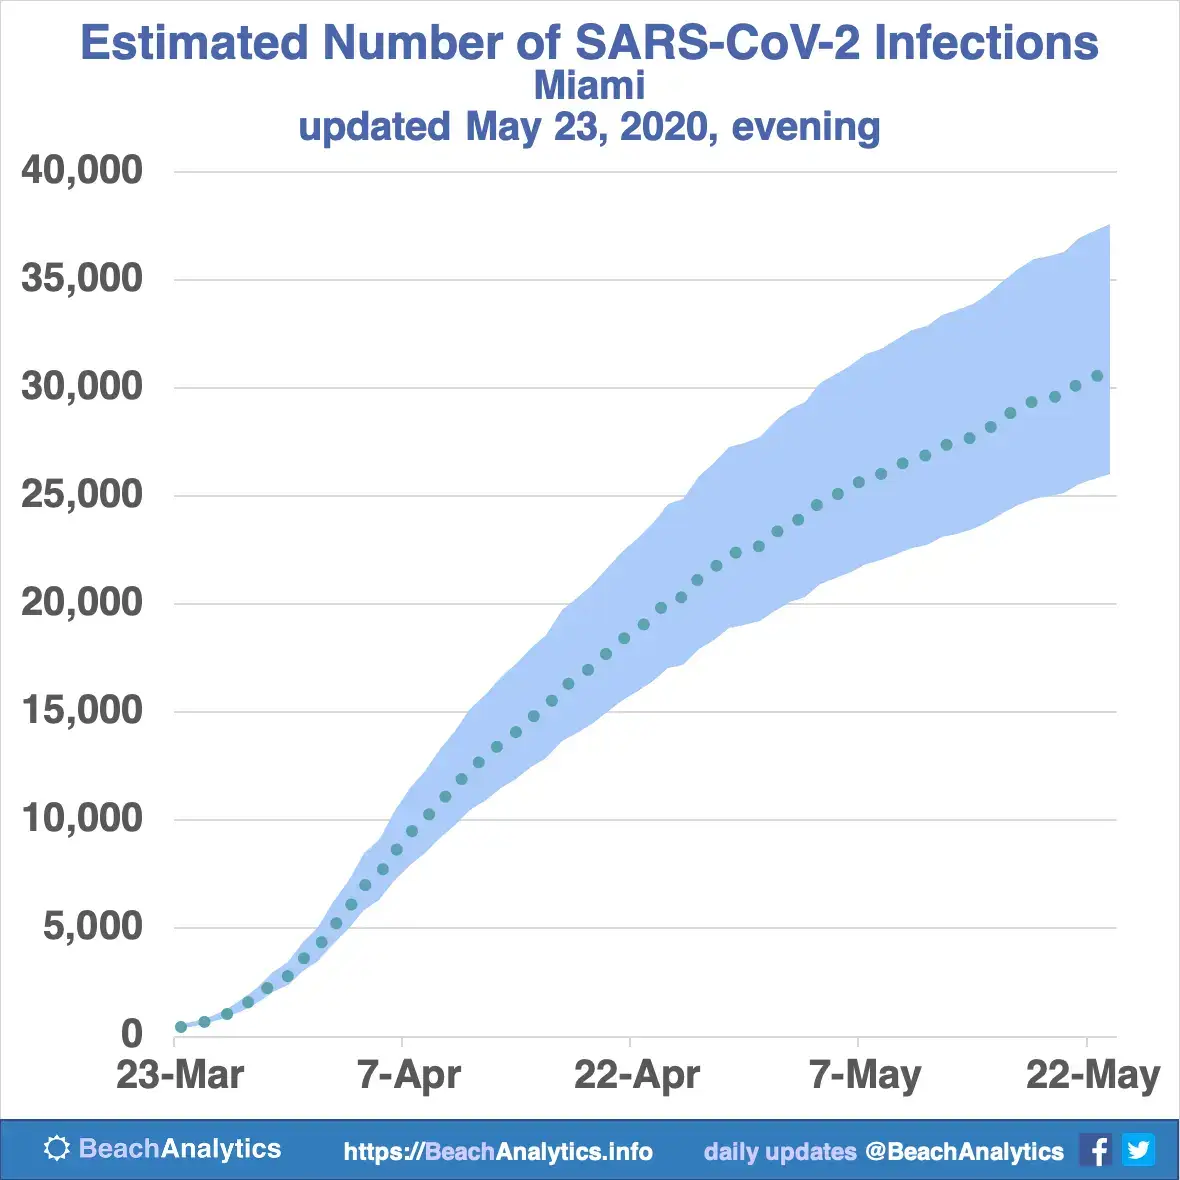 Estimated Number of SARS-CoV-2 Infections
Miami
updated May 23, 2020, evening
40,000
35,000
30,000
25,000
20,000
15,000
10,000
5,000
0
23-Mar 7-Apr 22-Apr 7-May 22-May
BeachAnalytics https://BeachAnalytics.info daily updates @BeachAnalytics f